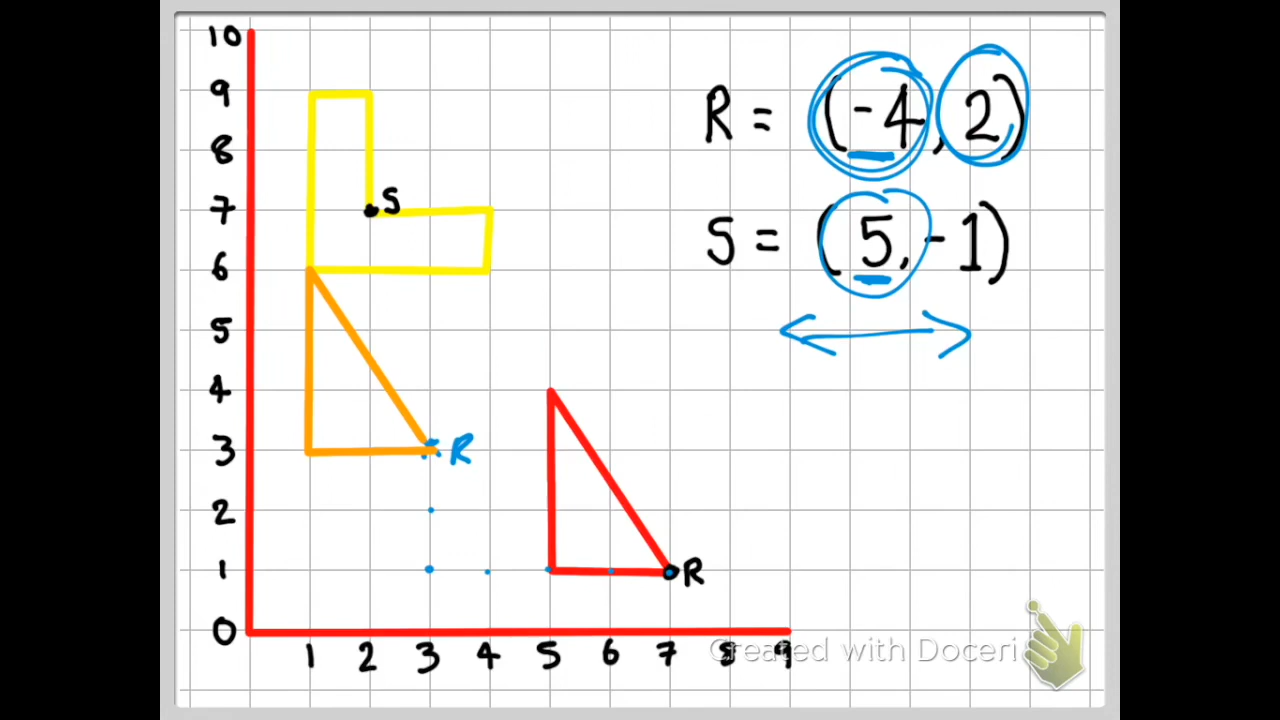 10
9
8
7
6
5
4
3
2
1
0
1 2 3 4 5 6 7 8 9
S
R
R
R = (-4, 2)
S = (5, -1)
Created with Doceri